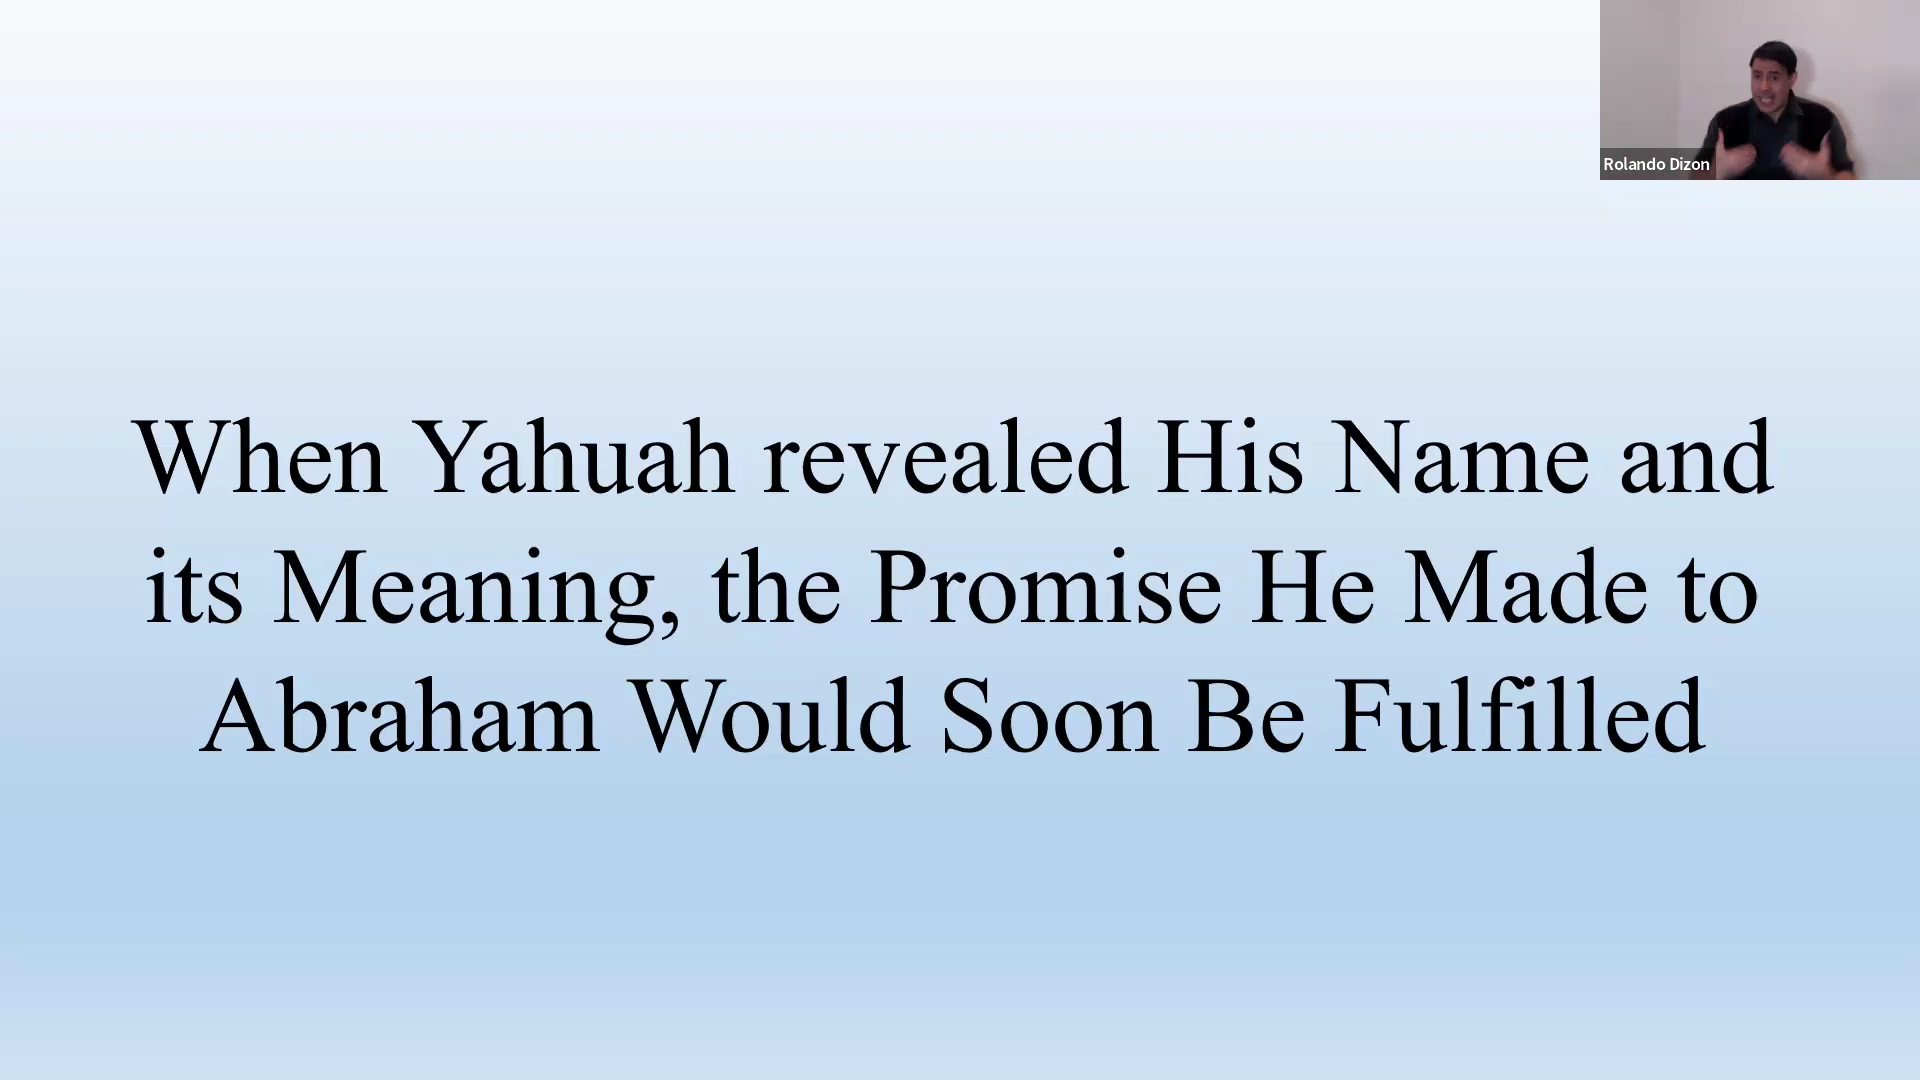 Rolando Dizon
When Yahuah revealed His Name and
its Meaning, the Promise He Made to
Abraham Would Soon Be Fulfilled